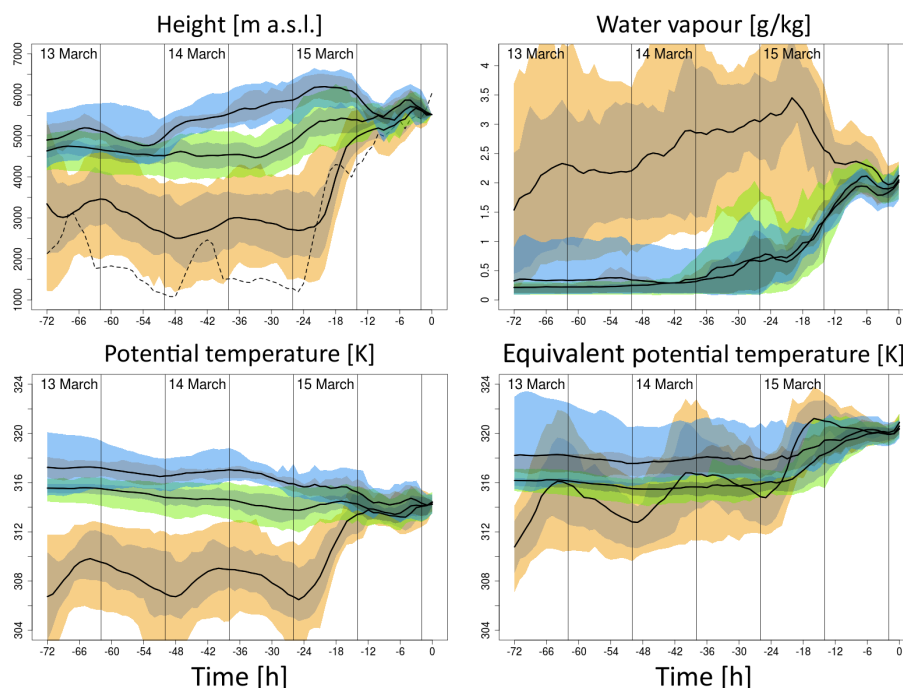 Height [m a.s.l.]
Water vapour [g/kg]
13 March 14 March 15 March
13 March 14 March 15 March
7000
6000
5000
4000
3000
2000
1000
4
3.5
3
2.5
2
1.5
1
0.5
0
-72 -66 -60 -54 -48 -42 -36 -30 -24 -18 -12 -6 0
-72 -66 -60 -54 -48 -42 -36 -30 -24 -18 -12 -6 0
Potential temperature [K]
Equivalent potential temperature [K]
13 March 14 March 15 March
13 March 14 March 15 March
324
320
316
312
308
304
324
320
316
312
308
304
-72 -66 -60 -54 -48 -42 -36 -30 -24 -18 -12 -6 0
-72 -66 -60 -54 -48 -42 -36 -30 -24 -18 -12 -6 0
Time [h]
Time [h]